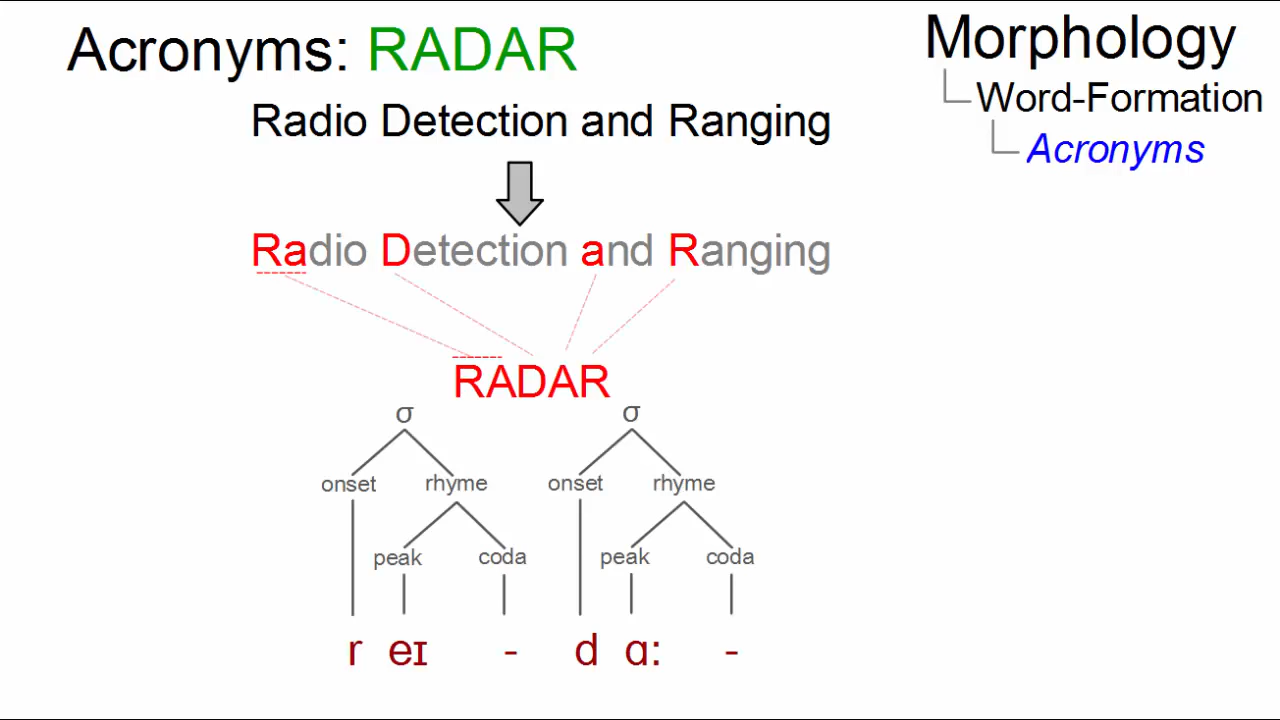 Acronyms: RADAR
Morphology
Word-Formation
Acronyms
Radio Detection and Ranging
Radio Detection and Ranging
RADAR
σ σ
onset rhyme onset rhyme
peak coda peak coda
r eɪ - d ɑː -